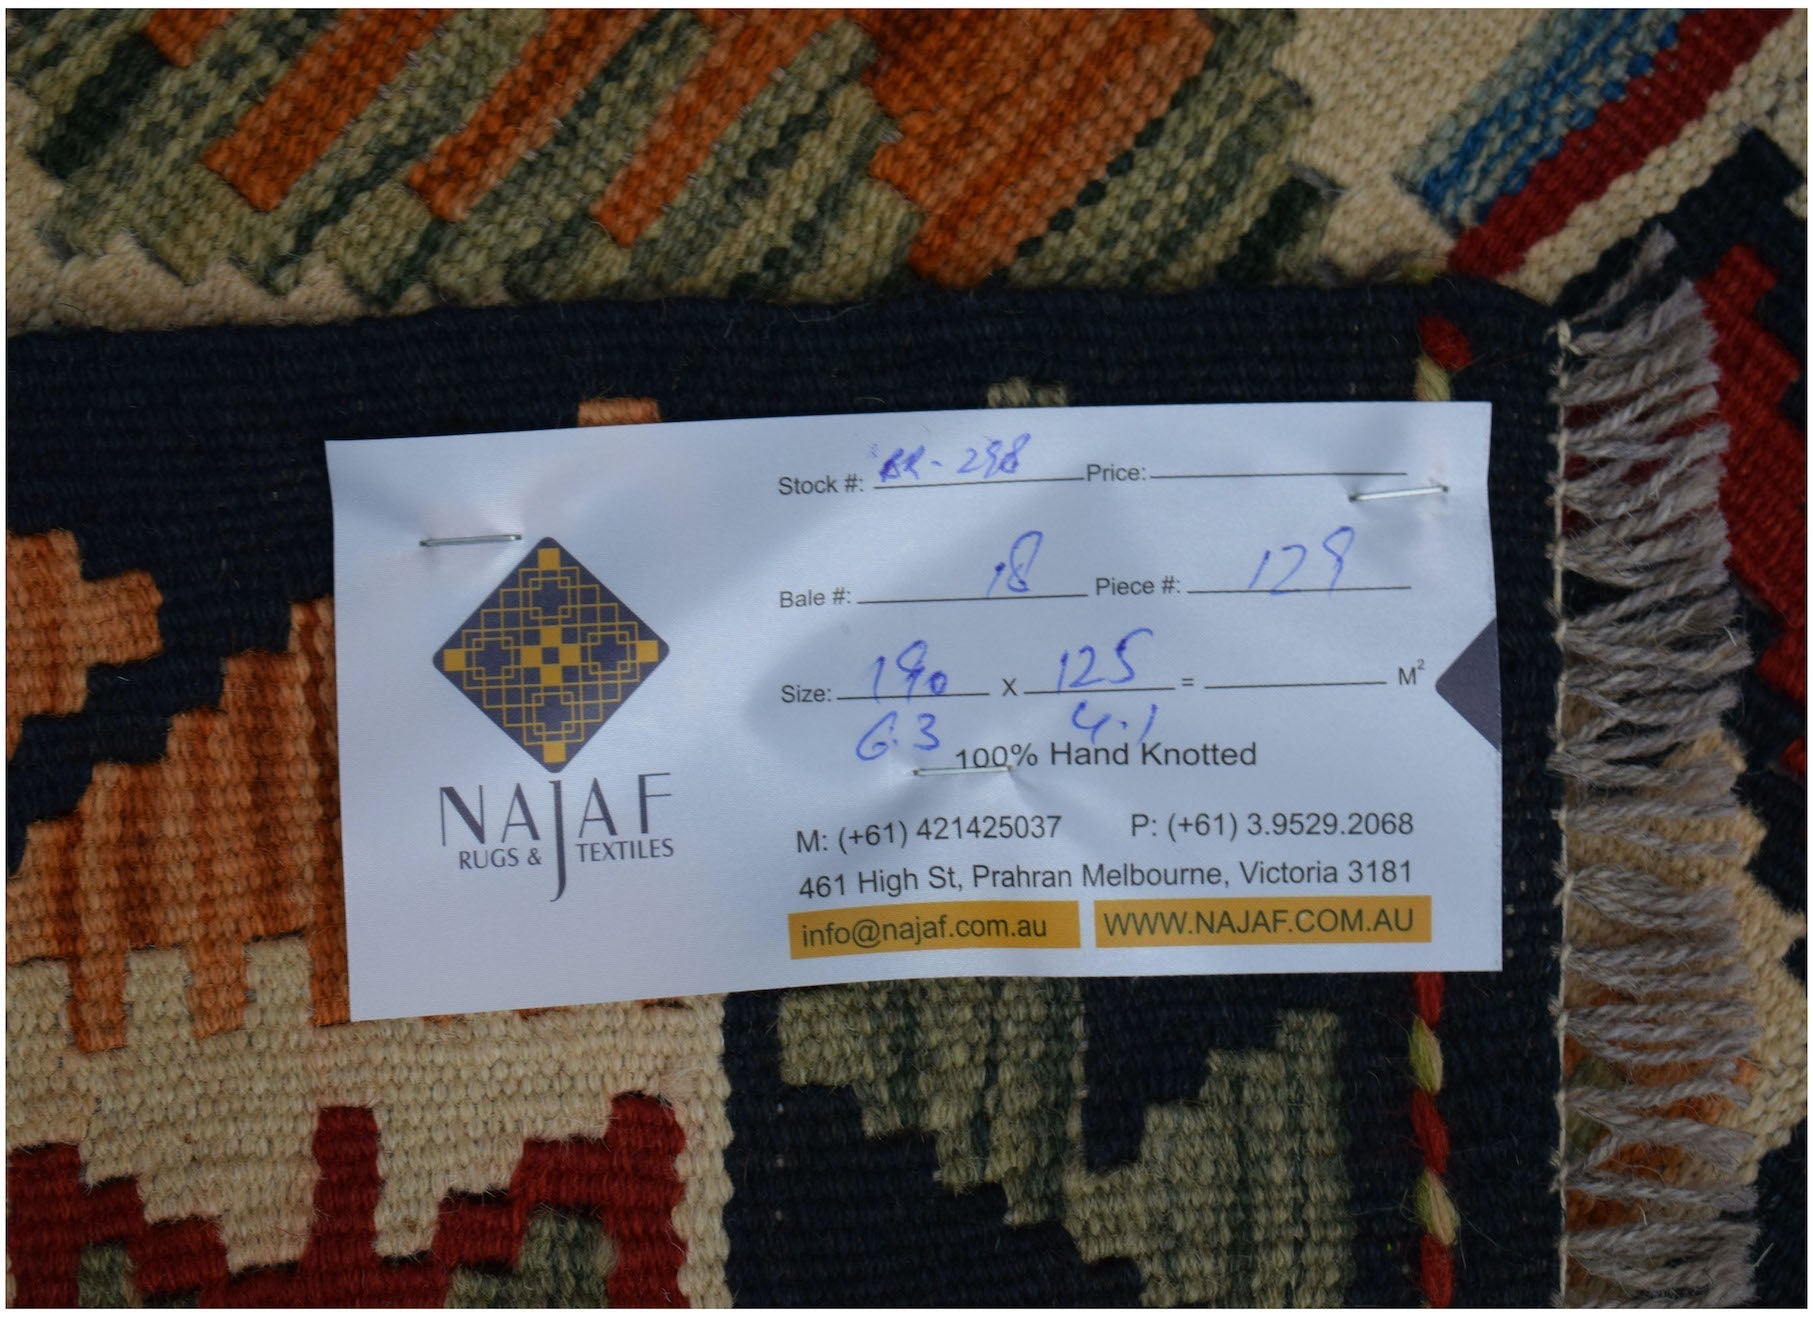 Stock #: BR-298 Price:
Bale #: 18 Piece #: 129
Size: 190 x 125 = M²
6.3 4.1
100% Hand Knotted
NAJAF
RUGS & TEXTILES
M: (+61) 421425037 P: (+61) 3.9529.2068
461 High St, Prahran Melbourne, Victoria 3181
info@najaf.com.au WWW.NAJAF.COM.AU